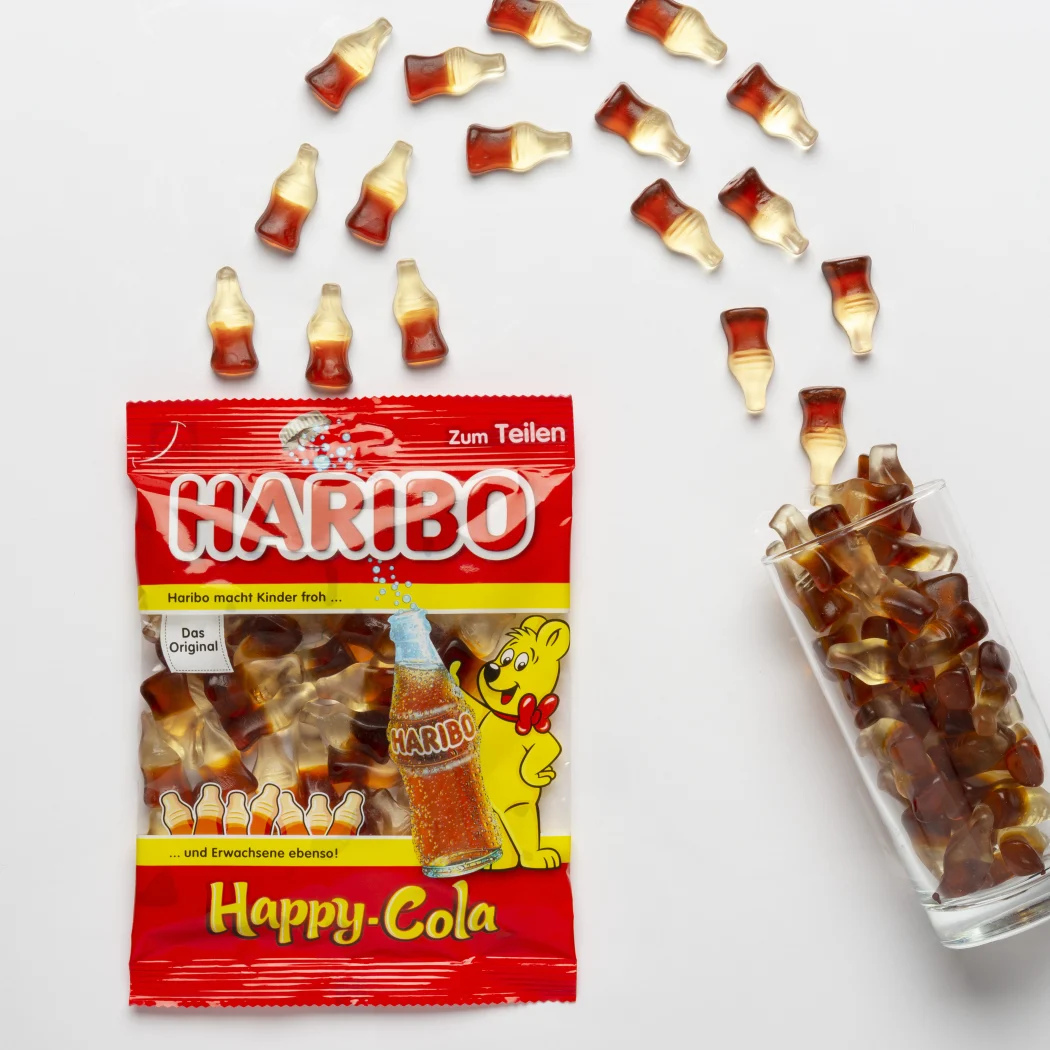 Zum Teilen
HARIBO
Haribo macht Kinder froh ...
Das
Original
HARIBO
... und Erwachsene ebenso!
Happy-Cola